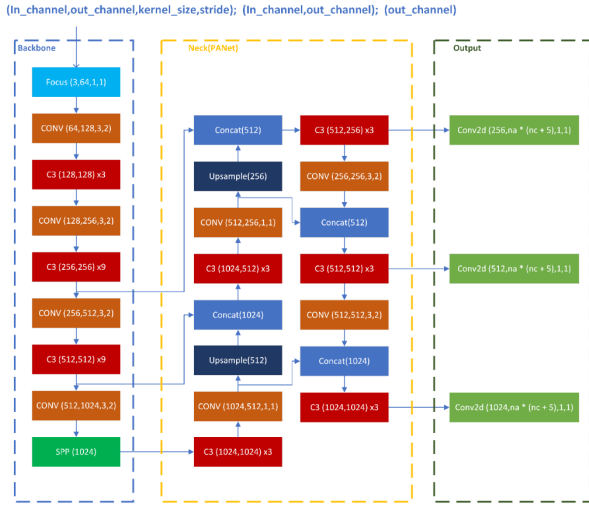 (In_channel,out_channel,kernel_size,stride); (In_channel,out_channel); (out_channel)
Backbone
Focus (3,64,1,1)
CONV (64,128,3,2)
C3 (128,128) x3
CONV (128,256,3,2)
C3 (256,256) x9
CONV (256,512,3,2)
C3 (512,512) x9
CONV (512,1024,3,2)
SPP (1024)
Neck(PANet)
Concat(512)
Upsample(256)
CONV (512,256,1,1)
C3 (1024,512) x3
Concat(1024)
Upsample(512)
CONV (1024,512,1,1)
C3 (1024,1024) x3
C3 (512,256) x3
CONV (256,256,3,2)
Concat(512)
C3 (512,512) x3
CONV (512,512,3,2)
Concat(1024)
C3 (1024,1024) x3
Output
Conv2d (256,na * (nc + 5),1,1)
Conv2d (512,na * (nc + 5),1,1)
Conv2d (1024,na * (nc + 5),1,1)